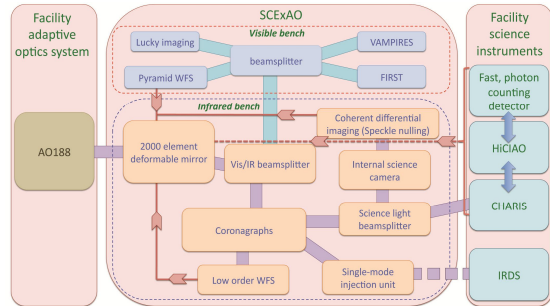 Facility
adaptive
optics system
SCExAO
Facility
science
instruments
Visible bench
Lucky imaging
VAMPIRES
beamsplitter
Pyramid WFS
FIRST
Infrared bench
Coherent differential
imaging (Speckle nulling)
Fast, photon
counting
detector
AO188
2000 element
deformable mirror
Vis/IR beamsplitter
Internal science
camera
HiCIAO
Coronagraphs
Science light
beamsplitter
CHARIS
Low order WFS
Single-mode
injection unit
IRDS